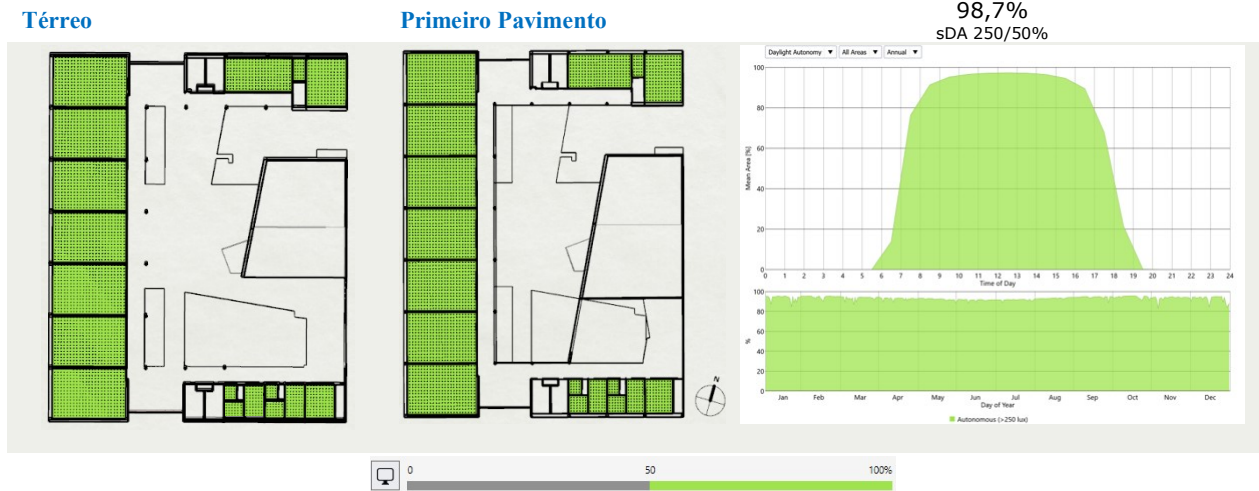 Térreo
Primeiro Pavimento
98,7%
sDA 250/50%
Daylight Autonomy ▼ All Areas ▼ Annual ▼
Mean Area [%]
100
80
60
40
20
0
0 1 2 3 4 5 6 7 8 9 10 11 12 13 14 15 16 17 18 19 20 21 22 23 24
Time of Day
%
100
80
60
40
20
0
Jan Feb Mar Apr May Jun Jul Aug Sep Oct Nov Dec
Day of Year
Autonomous (>250 lux)
N
0 50 100%